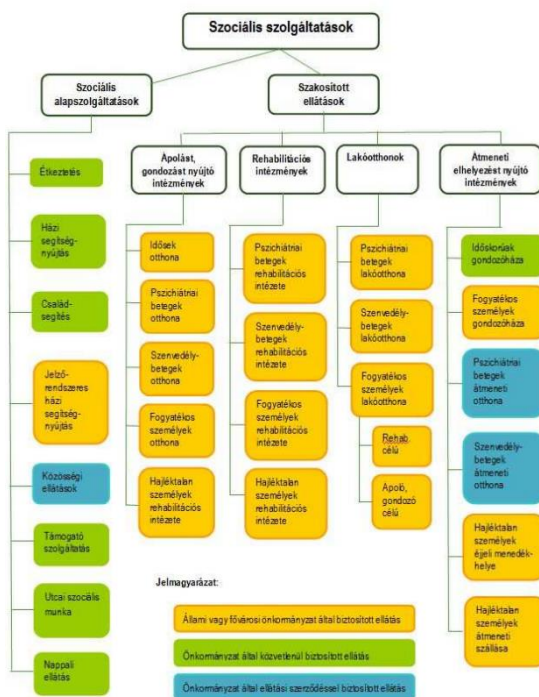 Szociális szolgáltatások
Szociális
alapszolgáltatások
Szakosított
ellátások
Étkeztetés
Házi
segítség-
nyújtás
Család-
segítés
Jelző-
rendszeres
házi
segítség-
nyújtás
Közösségi
ellátások
Támogató
szolgáltatás
Utcai szociális
munka
Nappali
ellátás
Ápolást,
gondozást nyújtó
intézmények
Idősek
otthona
Pszichiátriai
betegek
otthona
Szenvedély-
betegek
otthona
Fogyatékos
személyek
otthona
Hajléktalan
személyek
rehabilitációs
intézete
Rehabilitációs
intézmények
Pszichiátriai
betegek
rehabilitációs
intézete
Szenvedély-
betegek
rehabilitációs
intézete
Fogyatékos
személyek
rehabilitációs
intézete
Hajléktalan
személyek
rehabilitációs
intézete
Lakóotthonok
Pszichiátriai
betegek
lakóotthona
Szenvedély-
betegek
lakóotthona
Fogyatékos
személyek
lakóotthona
Rehab.
célú
Ápoló,
gondozó
célú
Átmeneti
elhelyezést nyújtó
intézmények
Időskorúak
gondozóháza
Fogyatékos
személyek
gondozóháza
Pszichiátriai
betegek
átmeneti
otthona
Szenvedély-
betegek
átmeneti
otthona
Hajléktalan
személyek
éjjeli menedék-
helye
Hajléktalan
személyek
átmeneti
szállása
Jelmagyarázat:
Állami vagy fővárosi önkormányzat által biztosított ellátás
Önkormányzat által közvetlenül biztosított ellátás
Önkormányzat által ellátási szerződéssel biztosított ellátás